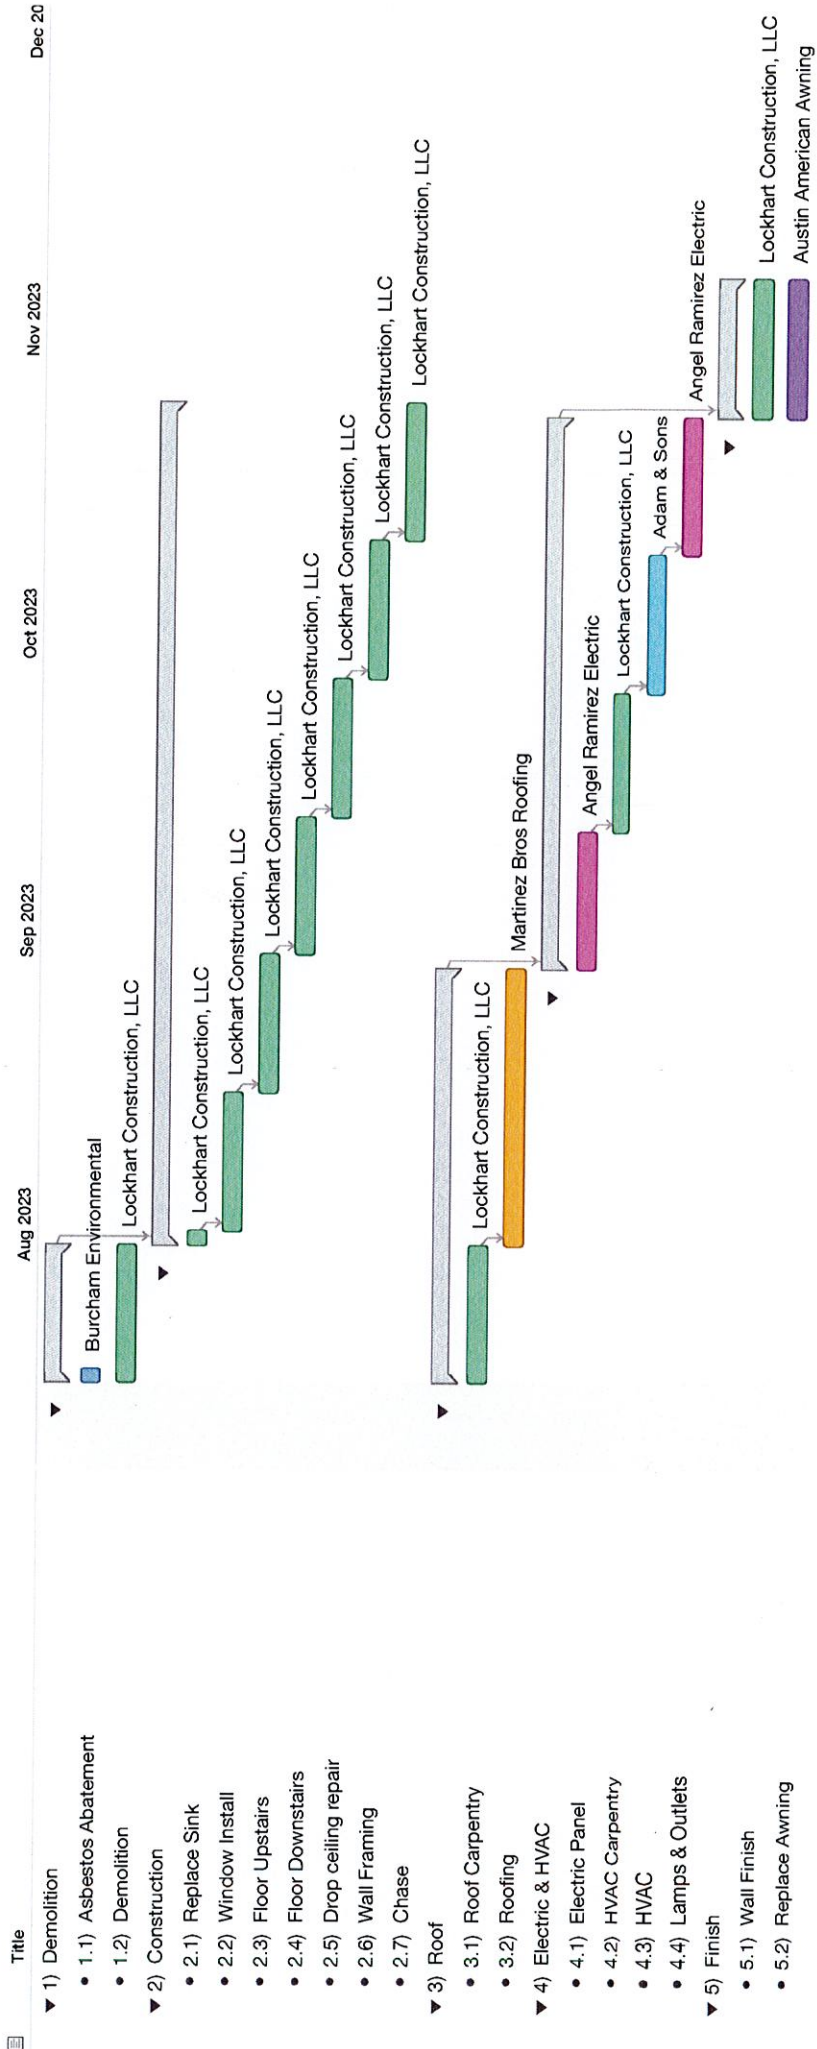 Title
Aug 2023 Sep 2023 Oct 2023 Nov 2023 Dec 20
1) Demolition
• 1.1) Asbestos Abatement Burcham Environmental
• 1.2) Demolition Lockhart Construction, LLC
2) Construction
• 2.1) Replace Sink Lockhart Construction, LLC
• 2.2) Window Install Lockhart Construction, LLC
• 2.3) Floor Upstairs Lockhart Construction, LLC
• 2.4) Floor Downstairs Lockhart Construction, LLC
• 2.5) Drop ceiling repair Lockhart Construction, LLC
• 2.6) Wall Framing Lockhart Construction, LLC
• 2.7) Chase Lockhart Construction, LLC
3) Roof
• 3.1) Roof Carpentry Lockhart Construction, LLC
• 3.2) Roofing Martinez Bros Roofing
4) Electric & HVAC
• 4.1) Electric Panel Angel Ramirez Electric
• 4.2) HVAC Carpentry Lockhart Construction, LLC
• 4.3) HVAC Adam & Sons
• 4.4) Lamps & Outlets Angel Ramirez Electric
5) Finish
• 5.1) Wall Finish Lockhart Construction, LLC
• 5.2) Replace Awning Austin American Awning